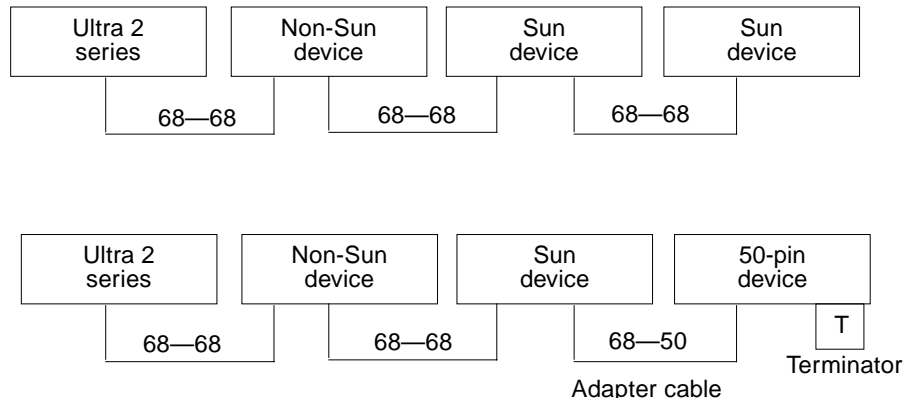 Ultra 2
series
Non-Sun
device
Sun
device
Sun
device
68—68
68—68
68—68
Ultra 2
series
Non-Sun
device
Sun
device
50-pin
device
68—68
68—68
68—50
T
Terminator
Adapter cable